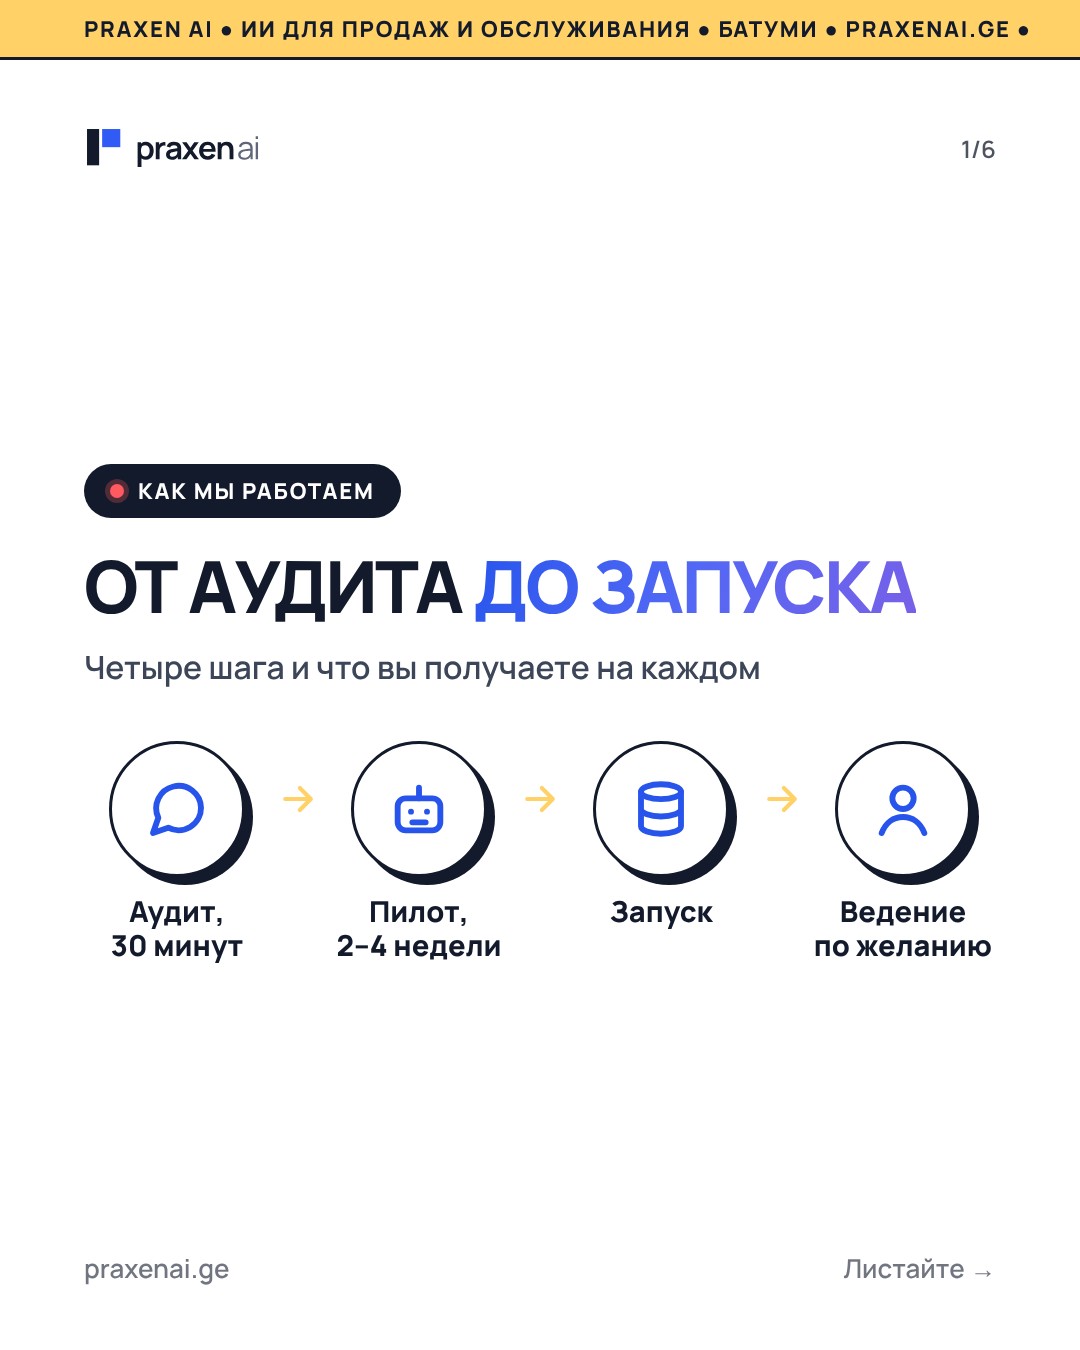 PRAXEN AI ● ИИ ДЛЯ ПРОДАЖ И ОБСЛУЖИВАНИЯ ● БАТУМИ ● PRAXENAI.GE ●
praxen ai
1/6
КАК МЫ РАБОТАЕМ
ОТ АУДИТА ДО ЗАПУСКА
Четыре шага и что вы получаете на каждом
Аудит,
30 минут
Пилот,
2–4 недели
Запуск
Ведение
по желанию
praxenai.ge
Листайте →